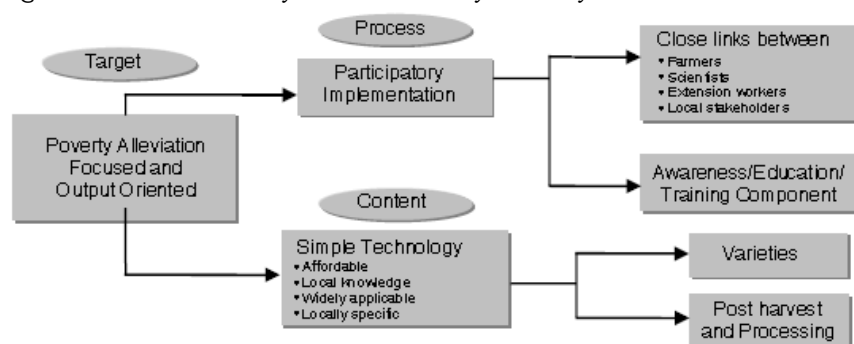 Target
Poverty Alleviation
Focused and
Output Oriented
Process
Participatory
Implementation
Close links between
• Farmers
• Scientists
• Extension workers
• Local stakeholders
Awareness/Education/
Training Component
Content
Simple Technology
• Affordable
• Local knowledge
• Widely applicable
• Locally specific
Varieties
Post harvest
and Processing